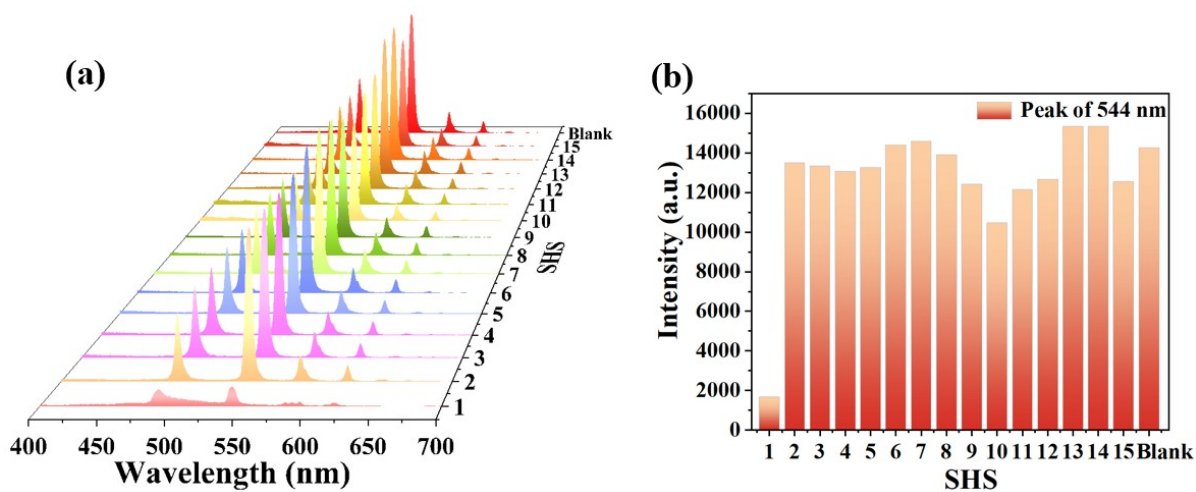 (a)
Blank
15
14
13
12
11
10
9
8
7
6
5
4
3
2
1
SHS
400 450 500 550 600 650 700
Wavelength (nm)
(b)
Peak of 544 nm
16000
14000
12000
10000
8000
6000
4000
2000
0
Intensity (a.u.)
1 2 3 4 5 6 7 8 9 10 11 12 13 14 15 Blank
SHS